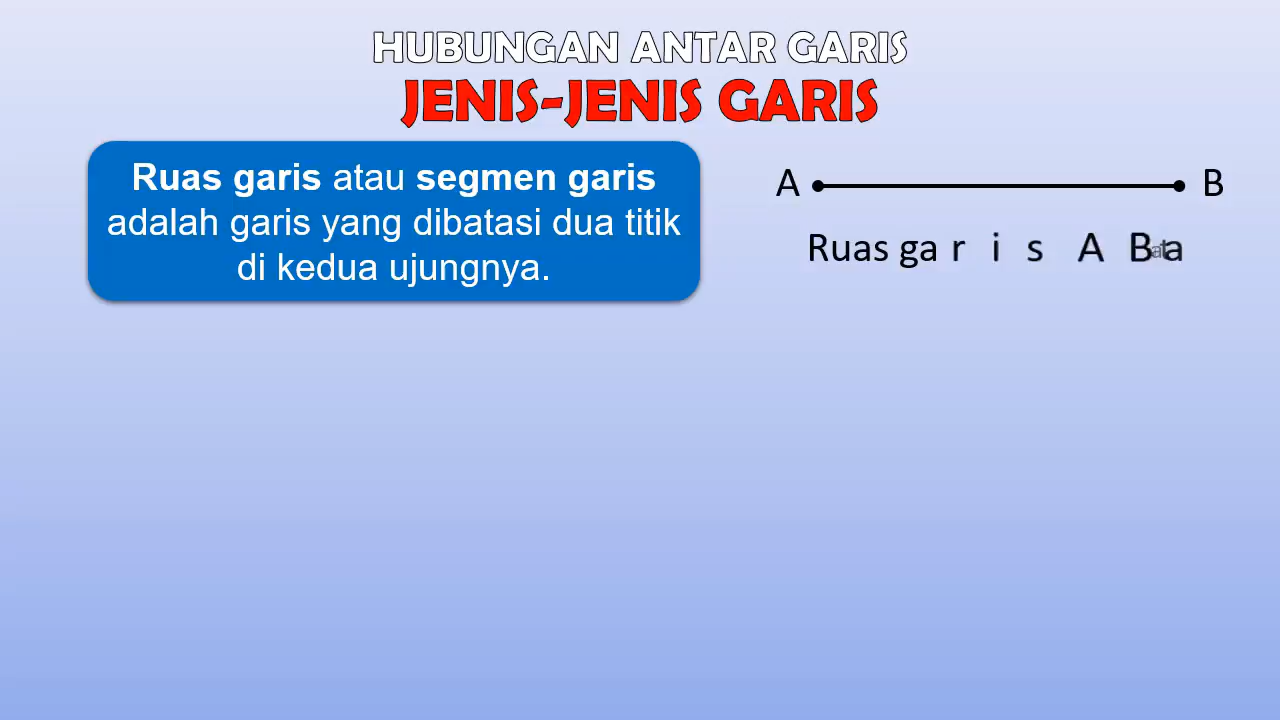 HUBUNGAN ANTAR GARIS
JENIS-JENIS GARIS
Ruas garis atau segmen garis
adalah garis yang dibatasi dua titik
di kedua ujungnya.
A B
Ruas garis AB